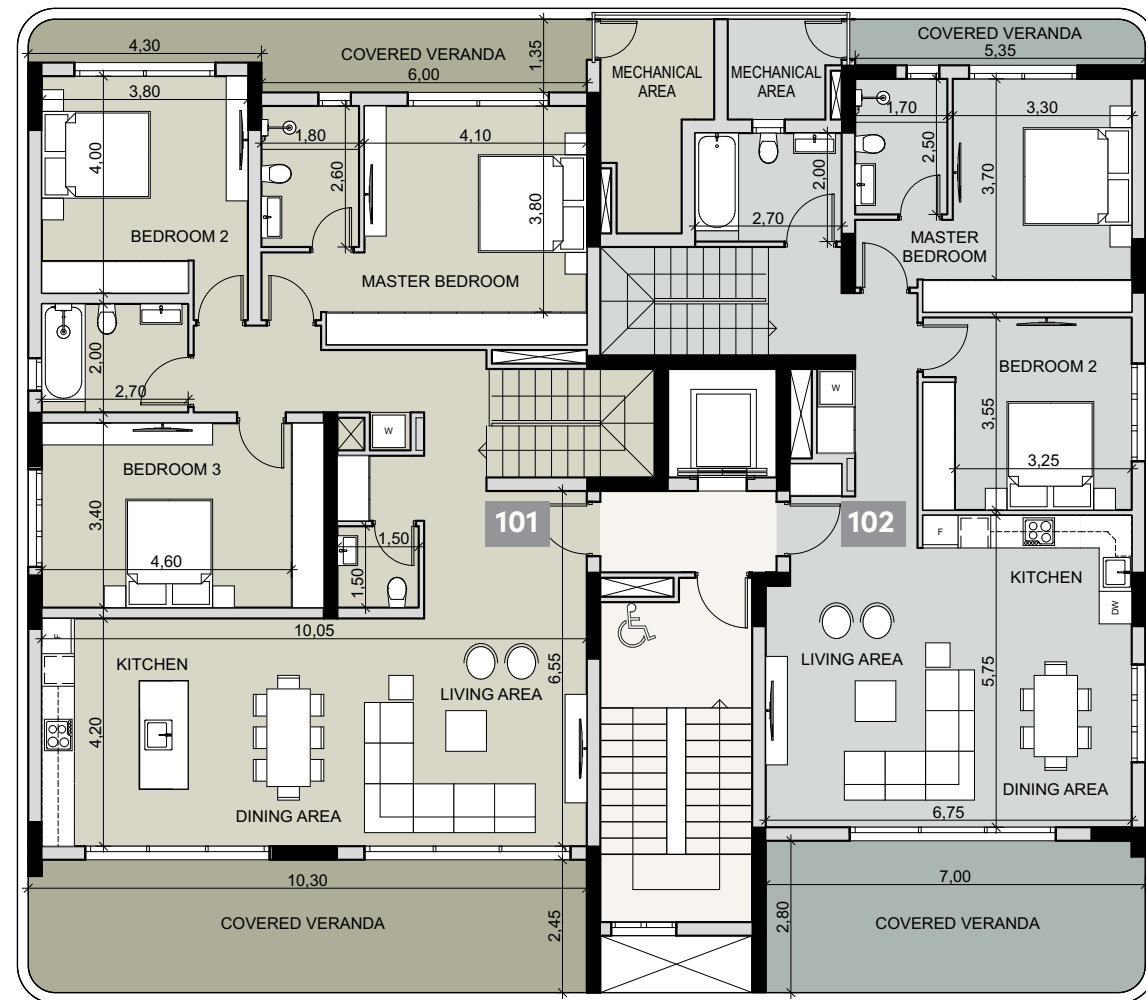 COVERED VERANDA
4,30
6,00
1,35
MECHANICAL
AREA
MECHANICAL
AREA
COVERED VERANDA
5,35
3,80
4,00
1,80
2,60
4,10
3,80
BEDROOM 2
MASTER BEDROOM
2,00
2,70
1,70
2,50
3,30
3,70
MASTER
BEDROOM
2,00
2,70
W
W
BEDROOM 2
3,55
3,25
BEDROOM 3
3,40
4,60
1,50
1,50
101
102
F
KITCHEN
DW
10,05
F
KITCHEN
4,20
6,55
LIVING AREA
DINING AREA
LIVING AREA
5,75
DINING AREA
6,75
10,30
2,45
COVERED VERANDA
7,00
2,80
COVERED VERANDA